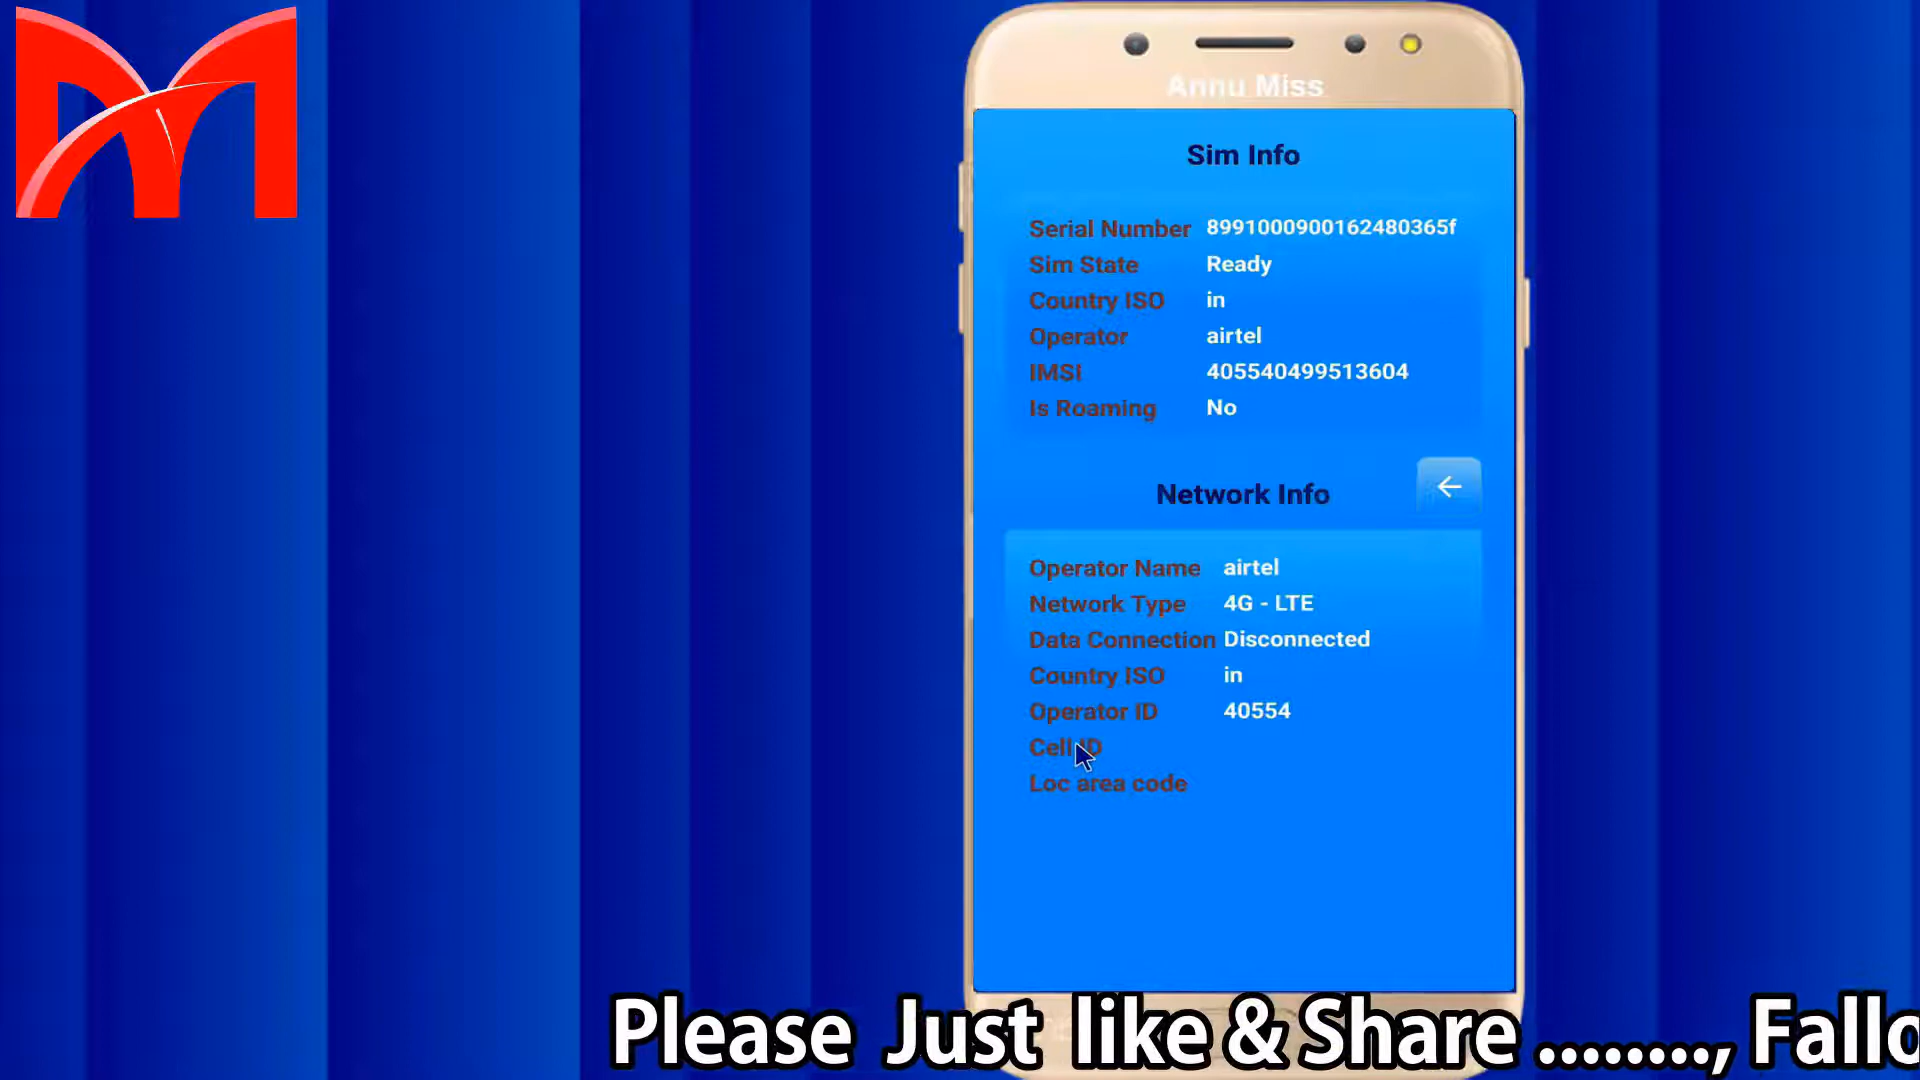 Annu Miss
Sim Info
Serial Number 8991000900162480365f
Sim State Ready
Country ISO in
Operator airtel
IMSI 405540499513604
Is Roaming No
Network Info
Operator Name airtel
Network Type 4G - LTE
Data Connection Disconnected
Country ISO in
Operator ID 40554
Cell ID
Loc area code
Please Just like & Share ........, Fallo